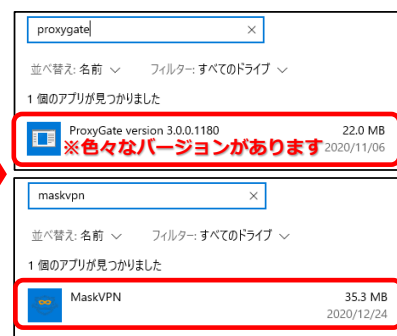 proxygate
並べ替え: 名前 フィルター: すべてのドライブ
1 個のアプリが見つかりました
ProxyGate version 3.0.0.1180 22.0 MB
※色々なバージョンがあります 2020/11/06
maskvpn
並べ替え: 名前 フィルター: すべてのドライブ
1 個のアプリが見つかりました
MaskVPN 35.3 MB
2020/12/24